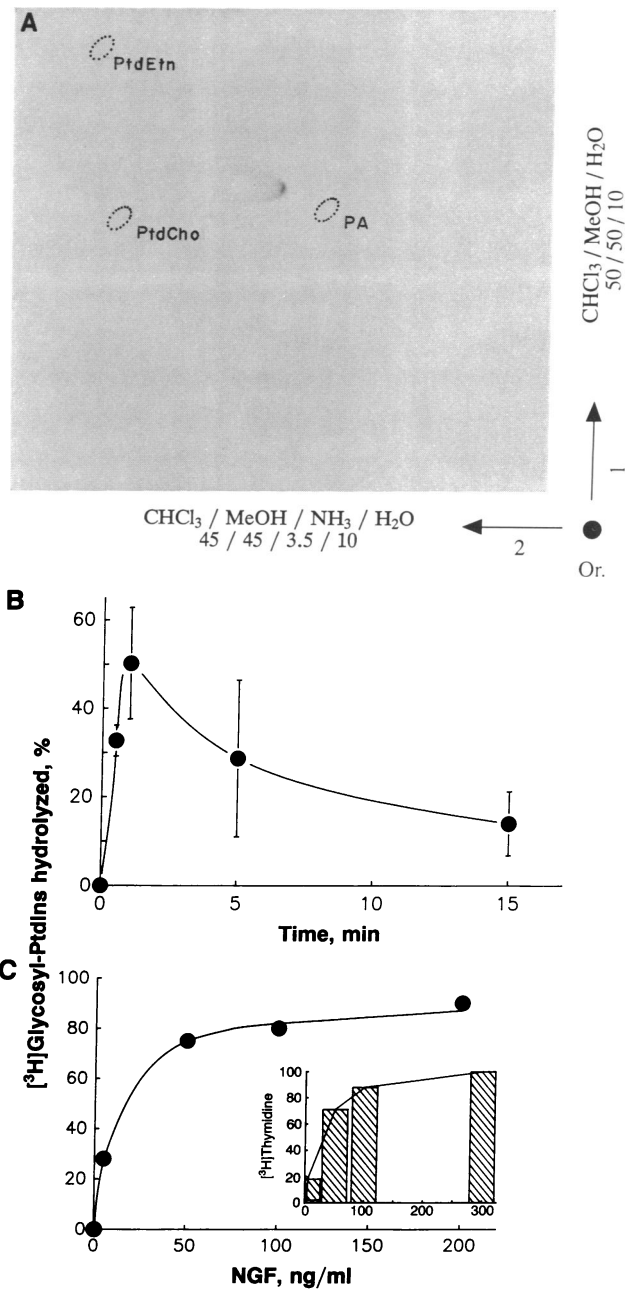 A
PtdEtn
PtdCho
PA
CHCl3 / MeOH / H2O
50 / 50 / 10
1
CHCl3 / MeOH / NH3 / H2O
45 / 45 / 3.5 / 10
2
Or.
B
60
40
20
0
0 5 10 15
Time, min
[3H]Glycosyl-PtdIns hydrolyzed, %
C
100
80
60
40
20
0
0 50 100 150 200
NGF, ng/ml
[3H]Thymidine
100
80
60
40
20
0
0 100 200 300